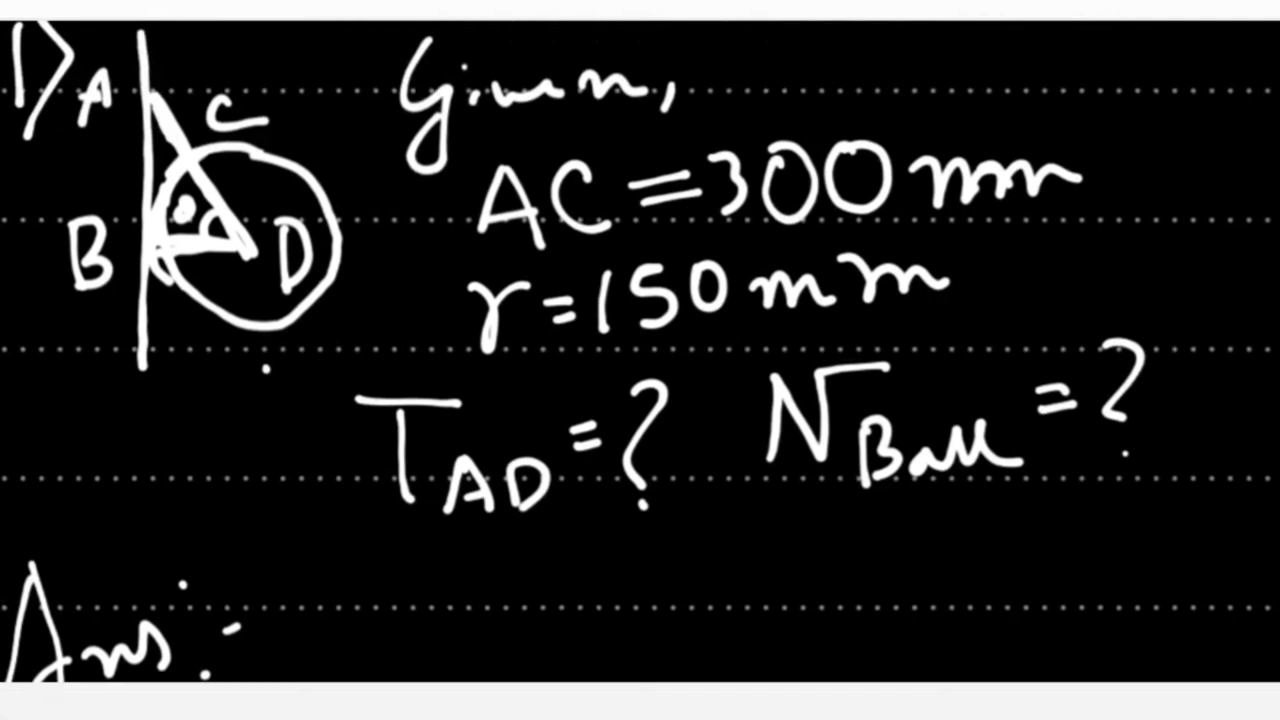 1)
A
C
B
D
θ
Given,
AC = 300 mm
r = 150 mm
T_AD = ? N_Ball = ?
Ans :-